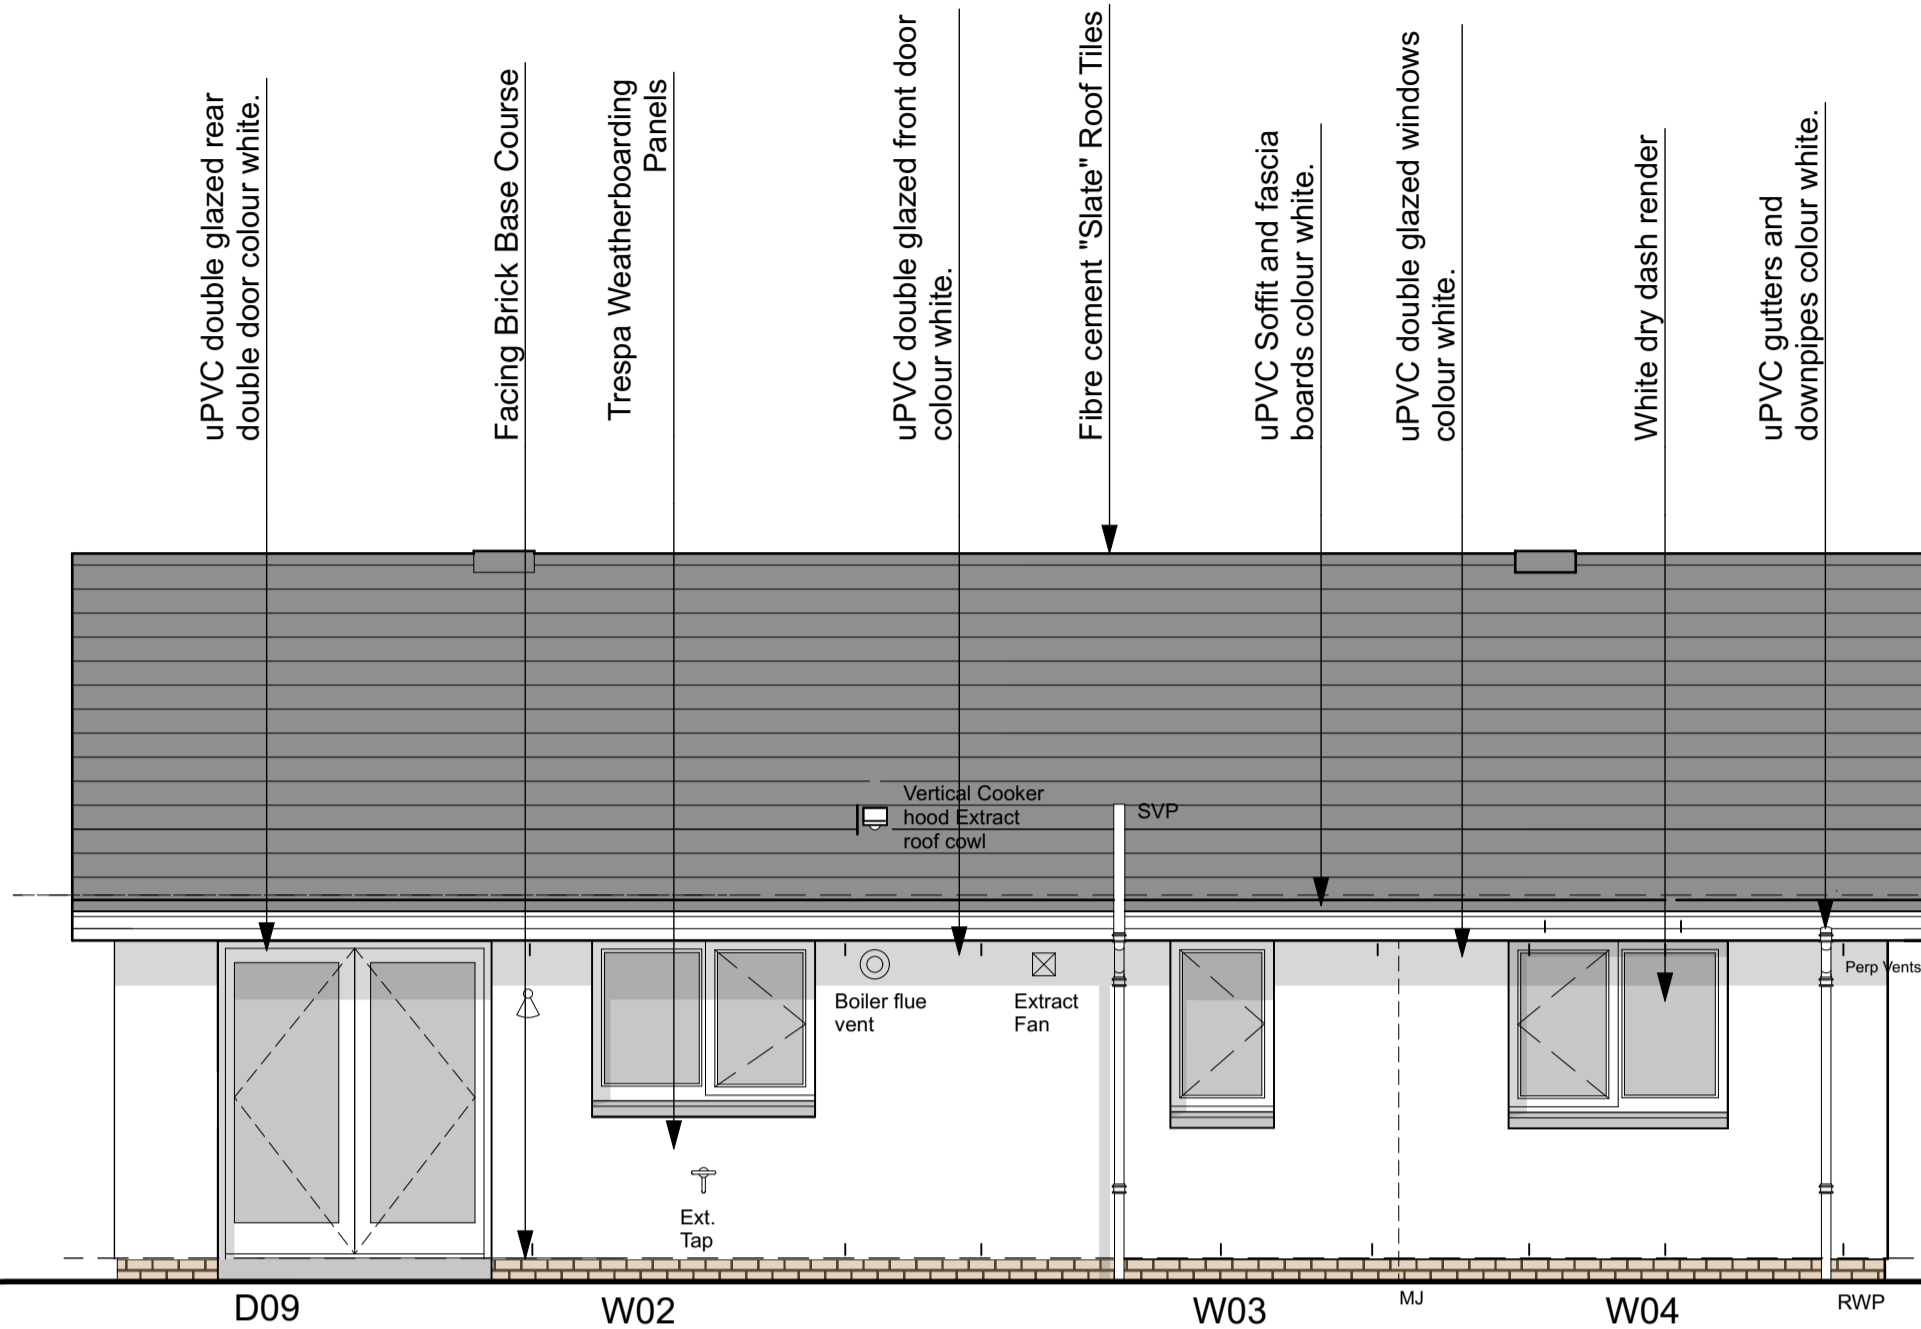 uPVC double glazed rear
double door colour white.
Facing Brick Base Course
Trespa Weatherboarding
Panels
uPVC double glazed front door
colour white.
Fibre cement "Slate" Roof Tiles
uPVC Soffit and fascia
boards colour white.
uPVC double glazed windows
colour white.
White dry dash render
uPVC gutters and
downpipes colour white.
Vertical Cooker
hood Extract
roof cowl
SVP
Boiler flue
vent
Extract
Fan
Perp Vents
Ext.
Tap
D09
W02
W03
MJ
W04
RWP